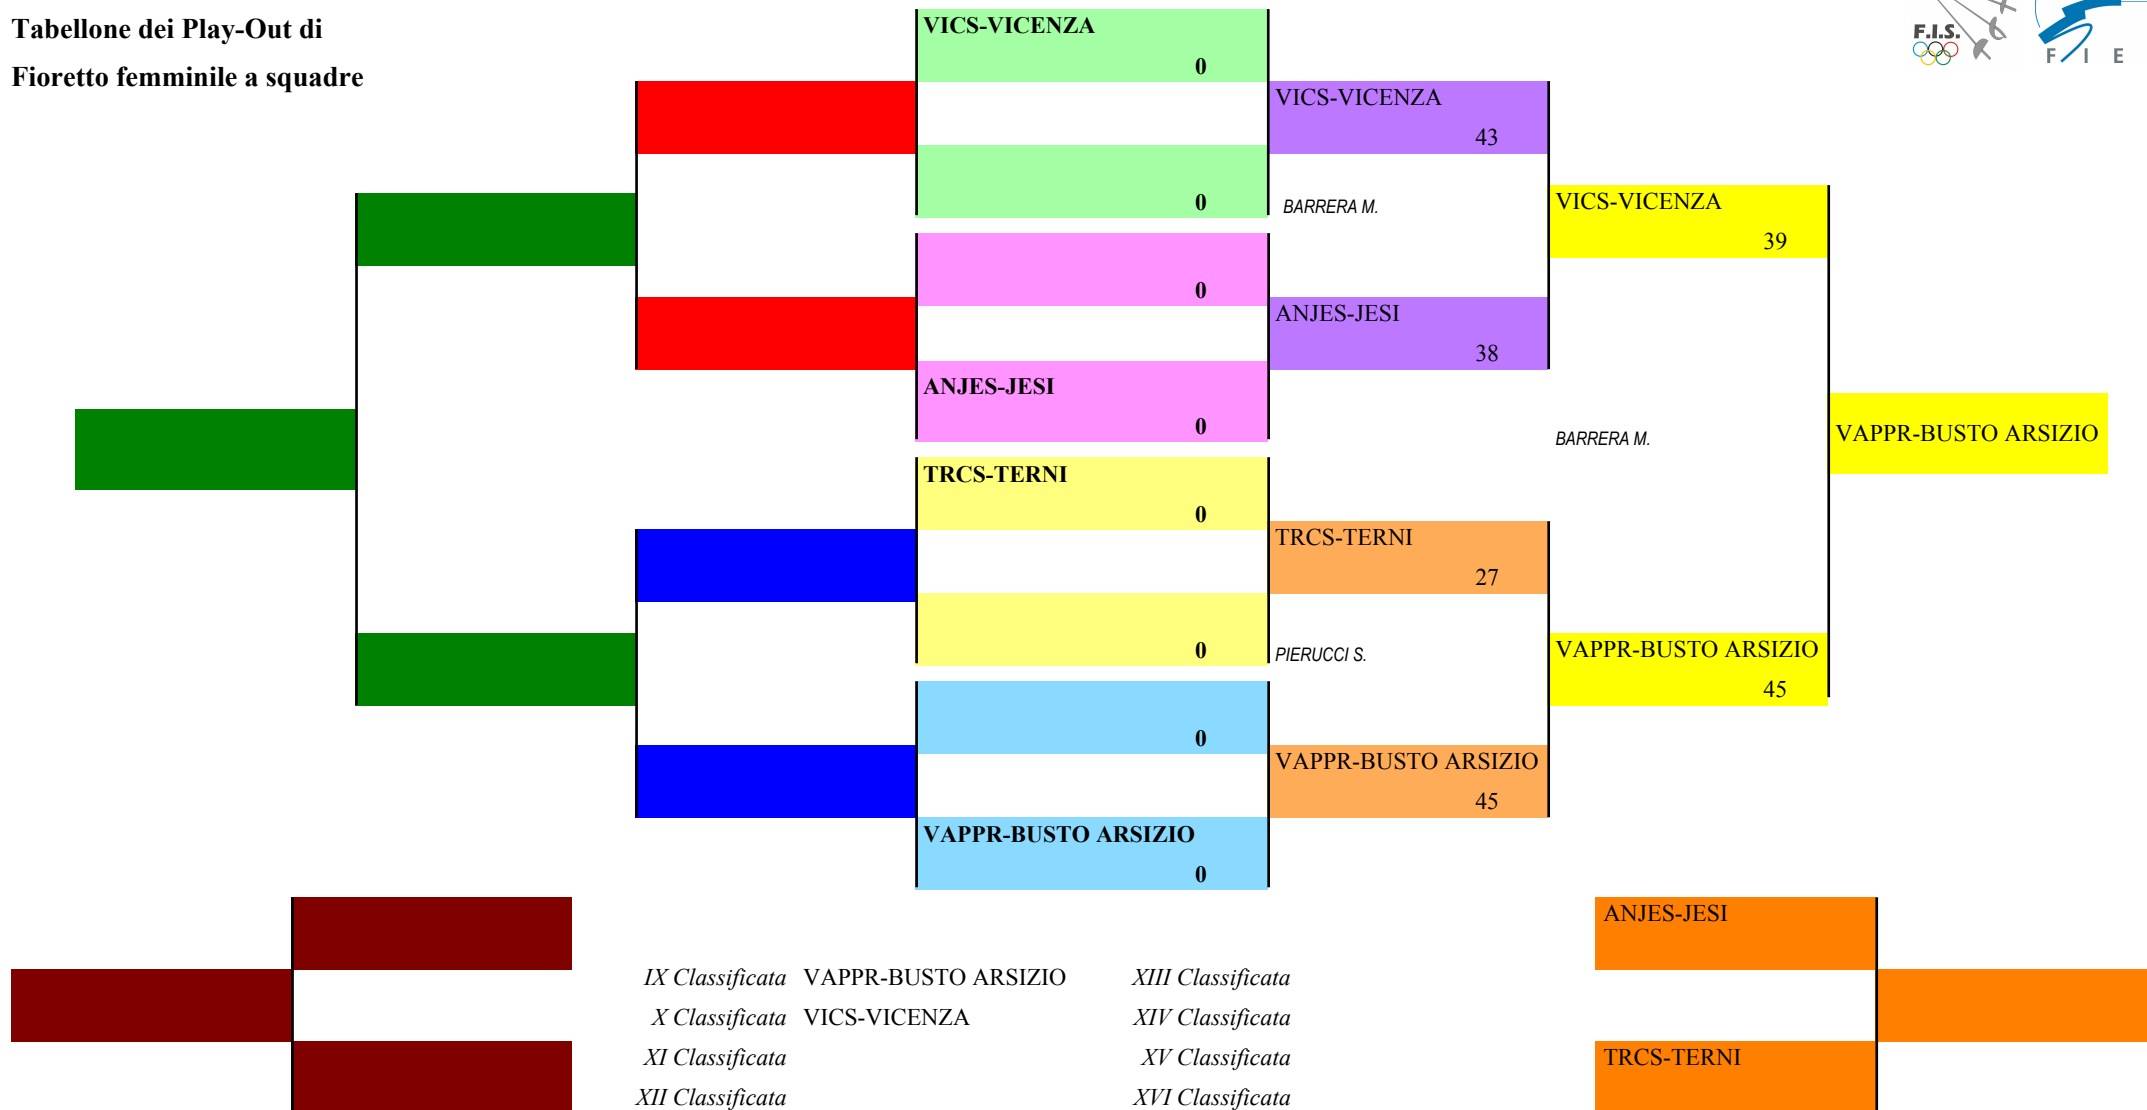 Tabellone dei Play-Out di
Fioretto femminile a squadre
F.I.S.
F I E
VICS-VICENZA
0
0
0
ANJES-JESI
0
TRCS-TERNI
0
0
0
VAPPR-BUSTO ARSIZIO
0
VICS-VICENZA
43
BARRERA M.
ANJES-JESI
38
TRCS-TERNI
27
PIERUCCI S.
VAPPR-BUSTO ARSIZIO
45
VICS-VICENZA
39
BARRERA M.
VAPPR-BUSTO ARSIZIO
45
VAPPR-BUSTO ARSIZIO
IX Classificata VAPPR-BUSTO ARSIZIO
X Classificata VICS-VICENZA
XI Classificata
XII Classificata
XIII Classificata
XIV Classificata
XV Classificata
XVI Classificata
ANJES-JESI
TRCS-TERNI